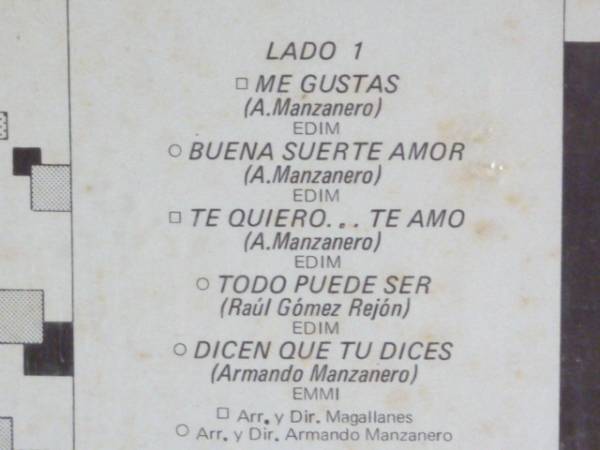 LADO 1
□ ME GUSTAS
(A.Manzanero)
EDIM
○ BUENA SUERTE AMOR
(A.Manzanero)
EDIM
□ TE QUIERO... TE AMO
(A.Manzanero)
EDIM
○ TODO PUEDE SER
(Raúl Gómez Rejón)
EDIM
○ DICEN QUE TU DICES
(Armando Manzanero)
EMMI
□ Arr. y Dir. Magallanes
○ Arr. y Dir. Armando Manzanero